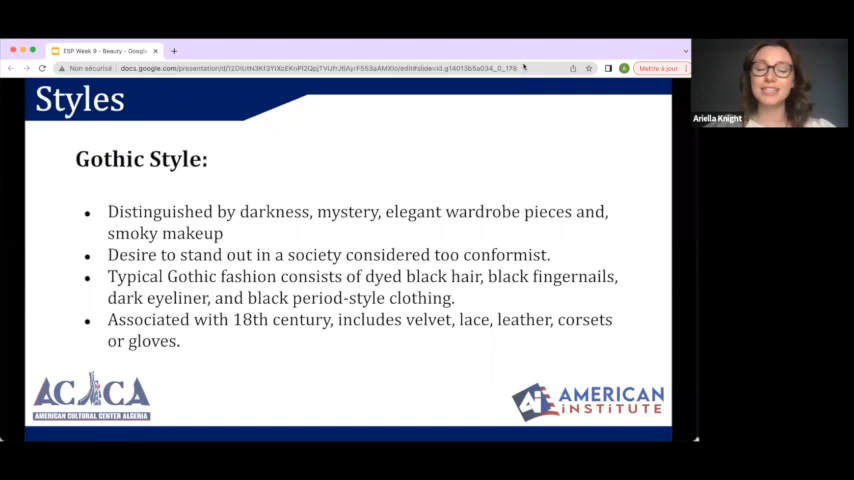 ESP Week 9 - Beauty - Google
Non sécurisé
Mettre à jour
Ariella Knight
Styles
Gothic Style:
Distinguished by darkness, mystery, elegant wardrobe pieces and,
smoky makeup
Desire to stand out in a society considered too conformist.
Typical Gothic fashion consists of dyed black hair, black fingernails,
dark eyeliner, and black period-style clothing.
Associated with 18th century, includes velvet, lace, leather, corsets
or gloves.
ACCA
AMERICAN CULTURAL CENTER ALGERIA
Ai AMERICAN
INSTITUTE